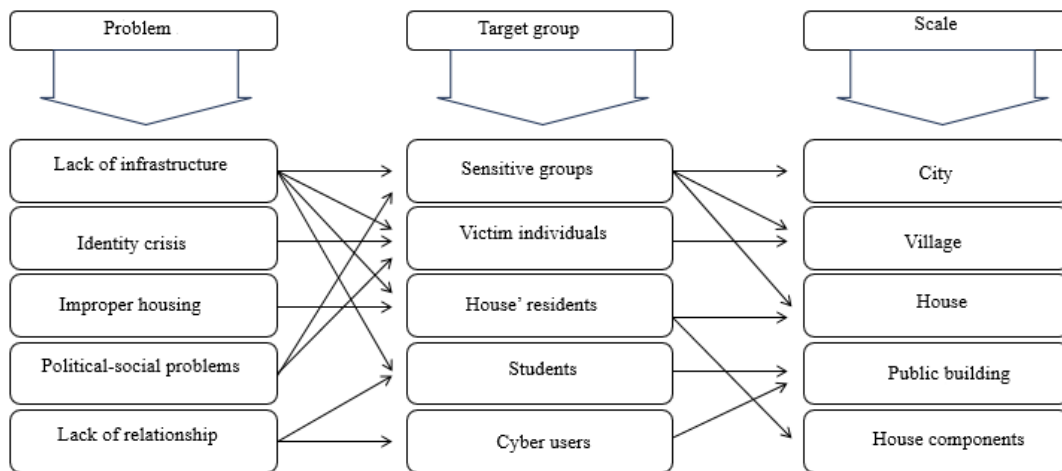 Problem
Target group
Scale
Lack of infrastructure
Sensitive groups
City
Identity crisis
Victim individuals
Village
Improper housing
House’ residents
House
Political-social problems
Students
Public building
Lack of relationship
Cyber users
House components